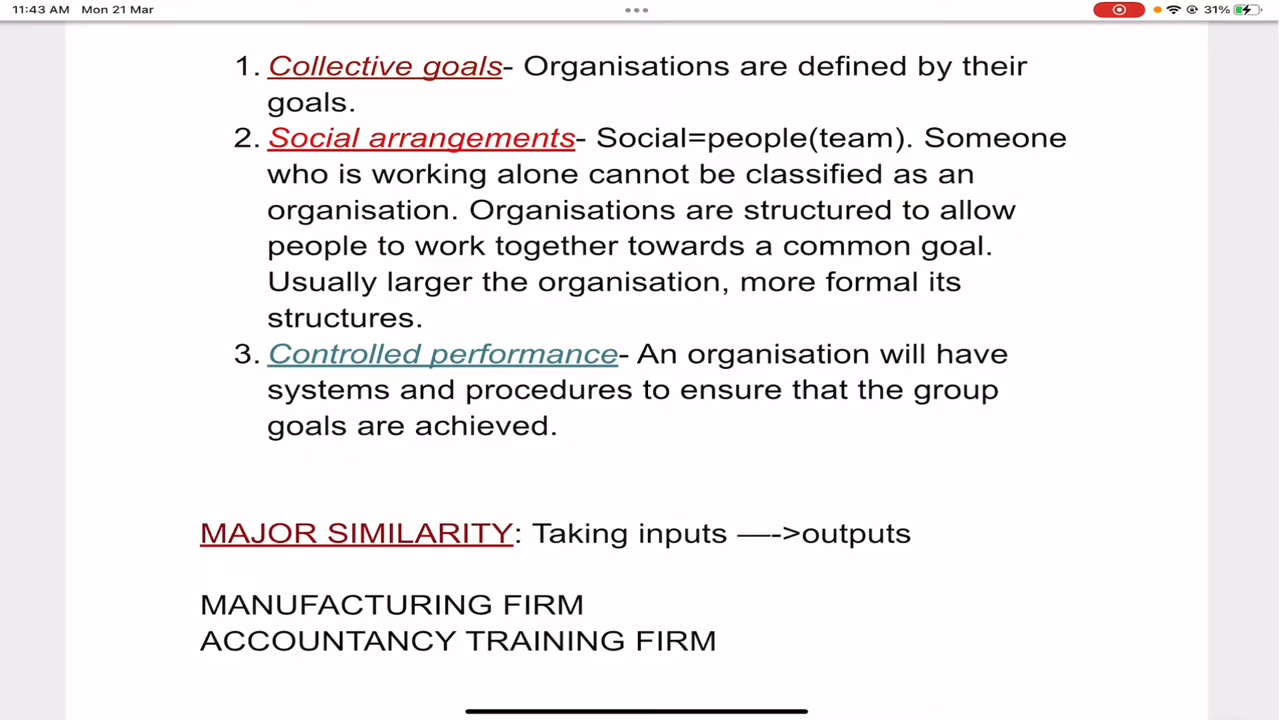 11:43 AM Mon 21 Mar
31%
1. Collective goals- Organisations are defined by their
goals.
2. Social arrangements- Social=people(team). Someone
who is working alone cannot be classified as an
organisation. Organisations are structured to allow
people to work together towards a common goal.
Usually larger the organisation, more formal its
structures.
3. Controlled performance- An organisation will have
systems and procedures to ensure that the group
goals are achieved.
MAJOR SIMILARITY: Taking inputs —->outputs
MANUFACTURING FIRM
ACCOUNTANCY TRAINING FIRM